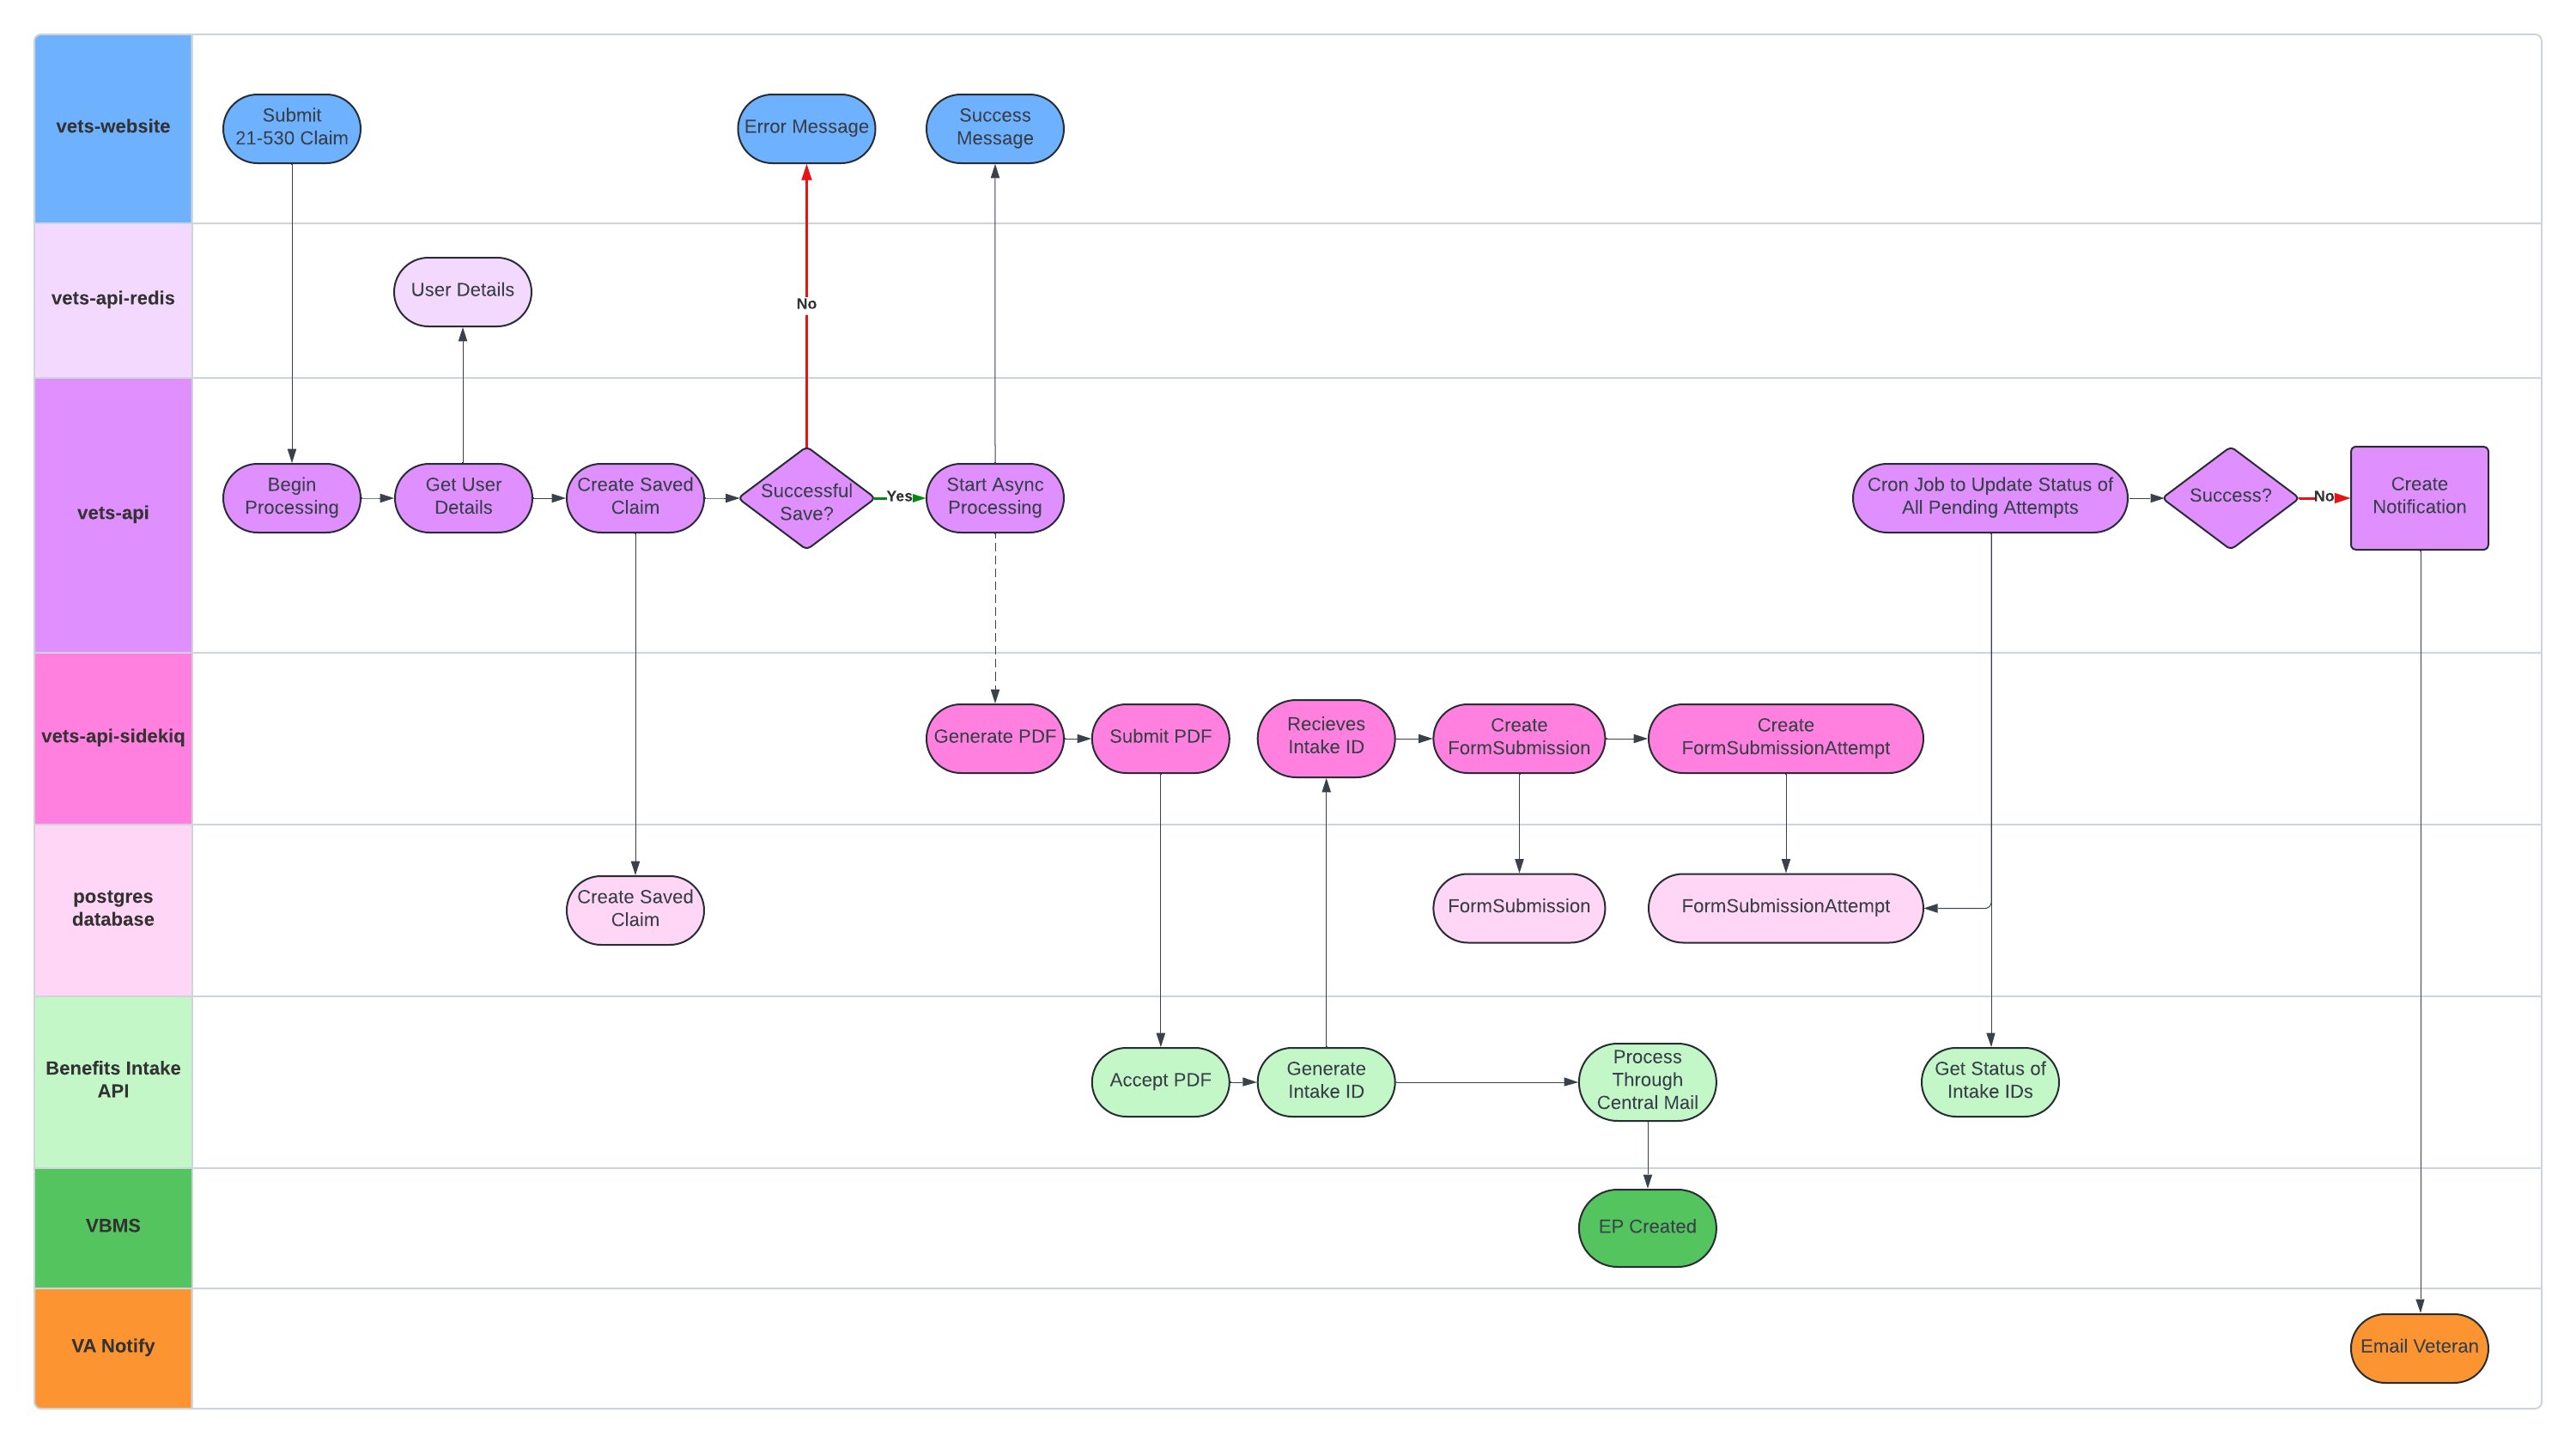 vets-website
Submit
21-530 Claim
Error Message
Success
Message
vets-api-redis
User Details
No
vets-api
Begin
Processing
Get User
Details
Create Saved
Claim
Successful
Save?
Yes
Start Async
Processing
Cron Job to Update Status of
All Pending Attempts
Success?
No
Create
Notification
vets-api-sidekiq
Generate PDF
Submit PDF
Recieves
Intake ID
Create
FormSubmission
Create
FormSubmissionAttempt
postgres
database
Create Saved
Claim
FormSubmission
FormSubmissionAttempt
Benefits Intake
API
Accept PDF
Generate
Intake ID
Process
Through
Central Mail
Get Status of
Intake IDs
VBMS
EP Created
VA Notify
Email Veteran